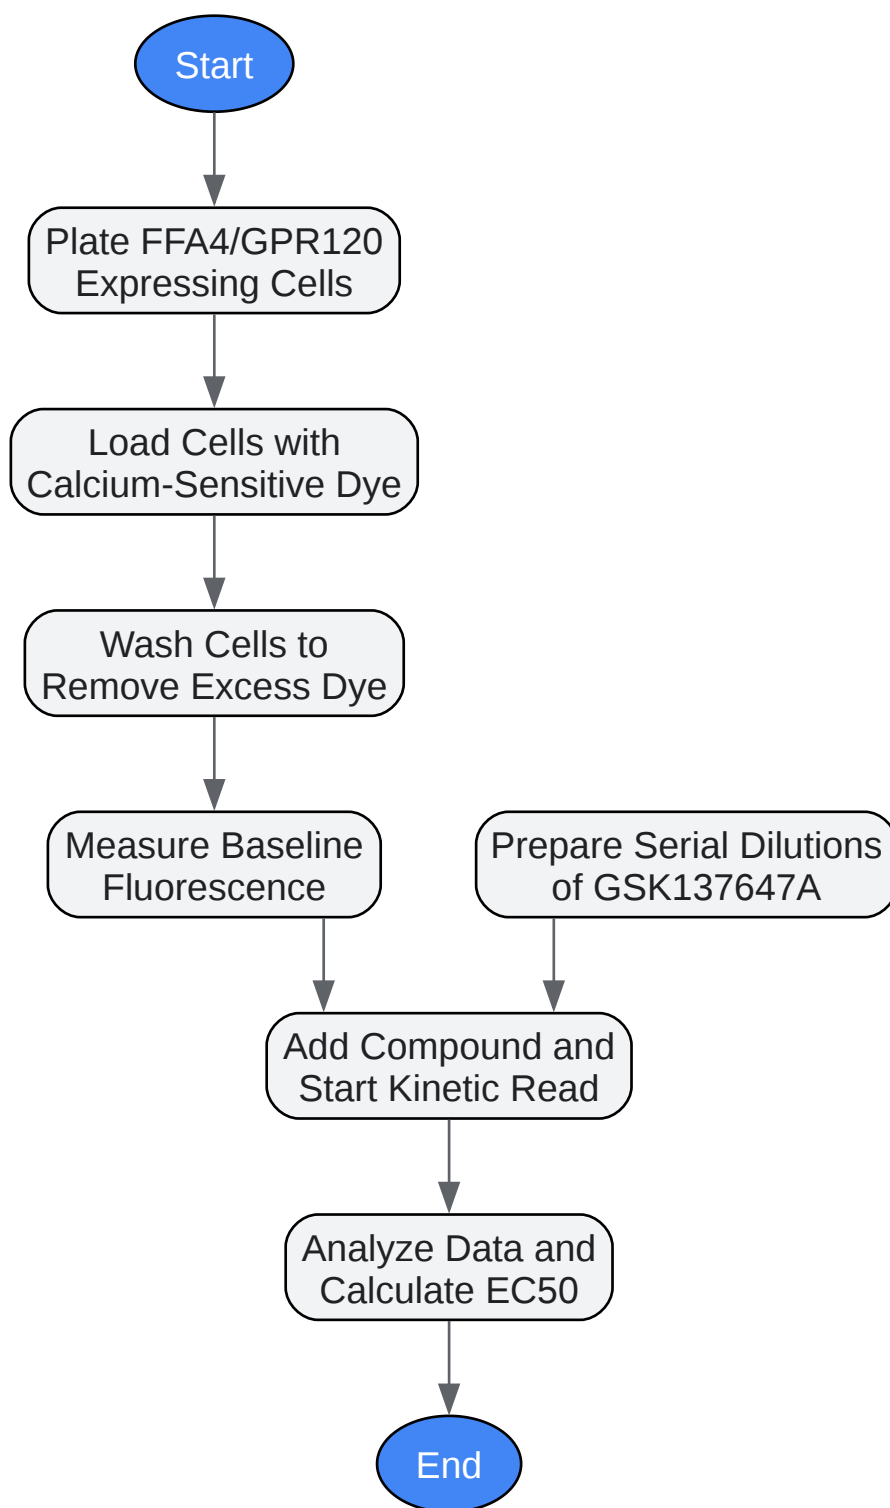 Start
Plate FFA4/GPR120
Expressing Cells
Load Cells with
Calcium-Sensitive Dye
Wash Cells to
Remove Excess Dye
Measure Baseline
Fluorescence
Prepare Serial Dilutions
of GSK137647A
Add Compound and
Start Kinetic Read
Analyze Data and
Calculate EC50
End